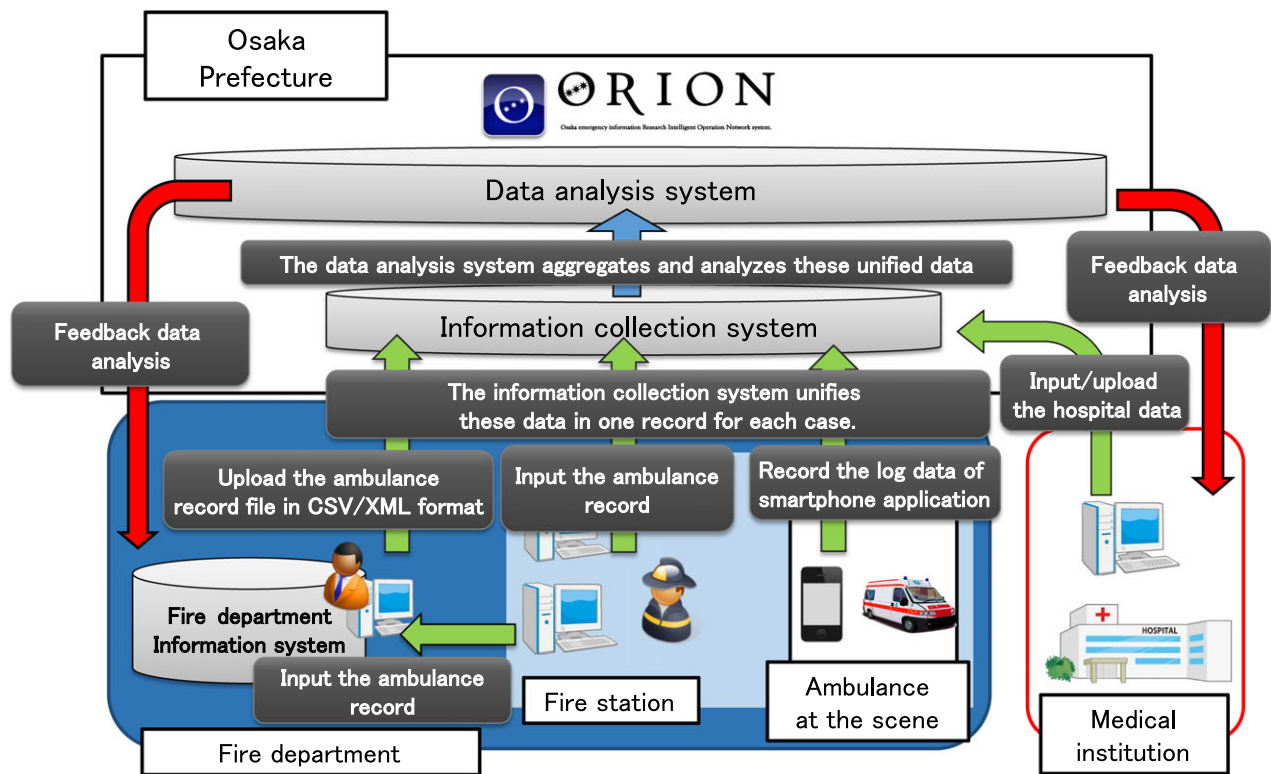 Osaka
Prefecture
ORION
Osaka emergency information Research Intelligent Operation Network system.
Data analysis system
The data analysis system aggregates and analyzes these unified data
Feedback data
analysis
Feedback data
analysis
Information collection system
The information collection system unifies
these data in one record for each case.
Input/upload
the hospital data
Upload the ambulance
record file in CSV/XML format
Input the ambulance
record
Record the log data of
smartphone application
Fire department
Information system
Input the ambulance
record
Fire station
Ambulance
at the scene
HOSPITAL
Medical
institution
Fire department